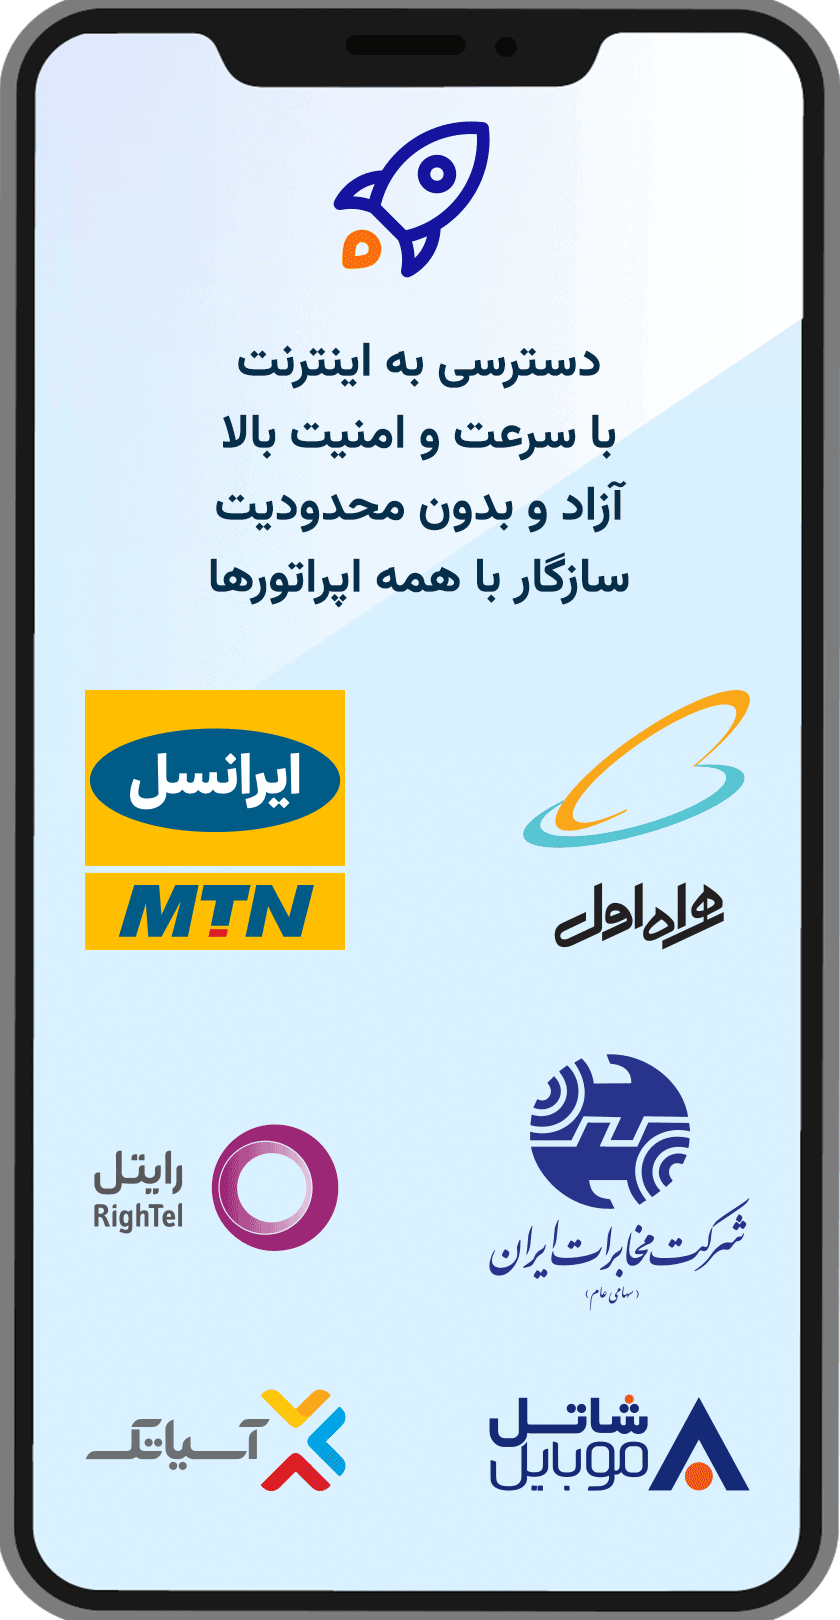 دسترسی به اینترنت
با سرعت و امنیت بالا
آزاد و بدون محدودیت
سازگار با همه اپراتورها
همراه اول
ایرانسل
MTN
شرکت مخابرات ایران
(سهامی عام)
رایتل
RighTel
شاتل
موبایل
آسیاتک